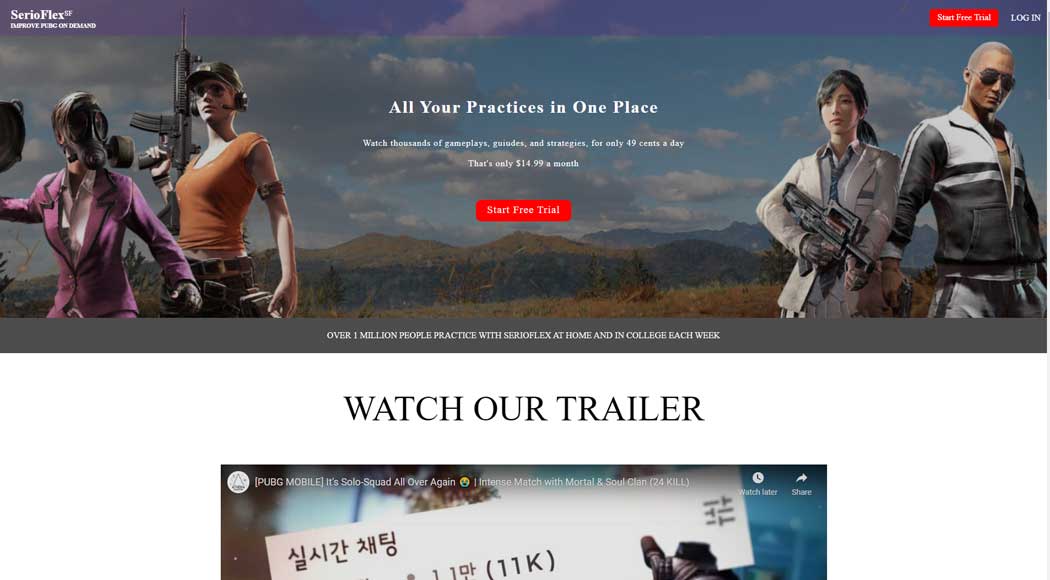 SerioFlexSF
IMPROVE PUBG ON DEMAND
Start Free Trial
LOG IN
All Your Practices in One Place
Watch thousands of gameplays, guiudes, and strategies, for only 49 cents a day
That's only $14.99 a month
Start Free Trial
OVER 1 MILLION PEOPLE PRACTICE WITH SERIOFLEX AT HOME AND IN COLLEGE EACH WEEK
WATCH OUR TRAILER
[PUBG MOBILE] It's Solo-Squad All Over Again 😭 | Intense Match with Mortal & Soul Clan (24 KILL)
Watch later
Share
실시간 채팅
1.1만 (11K)